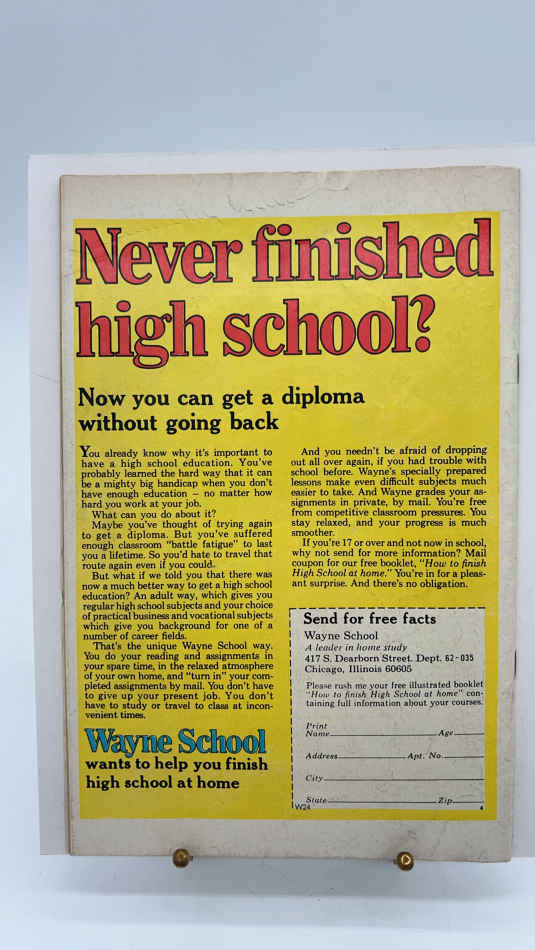 Never finished
high school?
Now you can get a diploma
without going back
You already know why it's important to
have a high school education. You've
probably learned the hard way that it can
be a mighty big handicap when you don't
have enough education – no matter how
hard you work at your job.
What can you do about it?
Maybe you've thought of trying again
to get a diploma. But you've suffered
enough classroom "battle fatigue" to last
you a lifetime. So you'd hate to travel that
route again even if you could.
But what if we told you that there was
now a much better way to get a high school
education? An adult way, which gives you
regular high school subjects and your choice
of practical business and vocational subjects
which give you background for one of a
number of career fields.
That's the unique Wayne School way.
You do your reading and assignments in
your spare time, in the relaxed atmosphere
of your own home, and "turn in" your com-
pleted assignments by mail. You don't have
to give up your present job. You don't
have to study or travel to class at incon-
venient times.
Wayne School
wants to help you finish
high school at home
And you needn't be afraid of dropping
out all over again, if you had trouble with
school before. Wayne's specially prepared
lessons make even difficult subjects much
easier to take. And Wayne grades your as-
signments in private, by mail. You're free
from competitive classroom pressures. You
stay relaxed, and your progress is much
smoother.
If you're 17 or over and not now in school,
why not send for more information? Mail
coupon for our free booklet, "How to finish
High School at home." You're in for a pleas-
ant surprise. And there's no obligation.
Send for free facts
Wayne School
A leader in home study
417 S. Dearborn Street. Dept. 62-035
Chicago, Illinois 60605
Please rush me your free illustrated booklet
"How to finish High School at home" con-
taining full information about your courses.
Print
Name Age
Address Apt. No.
City
State Zip
W24 4